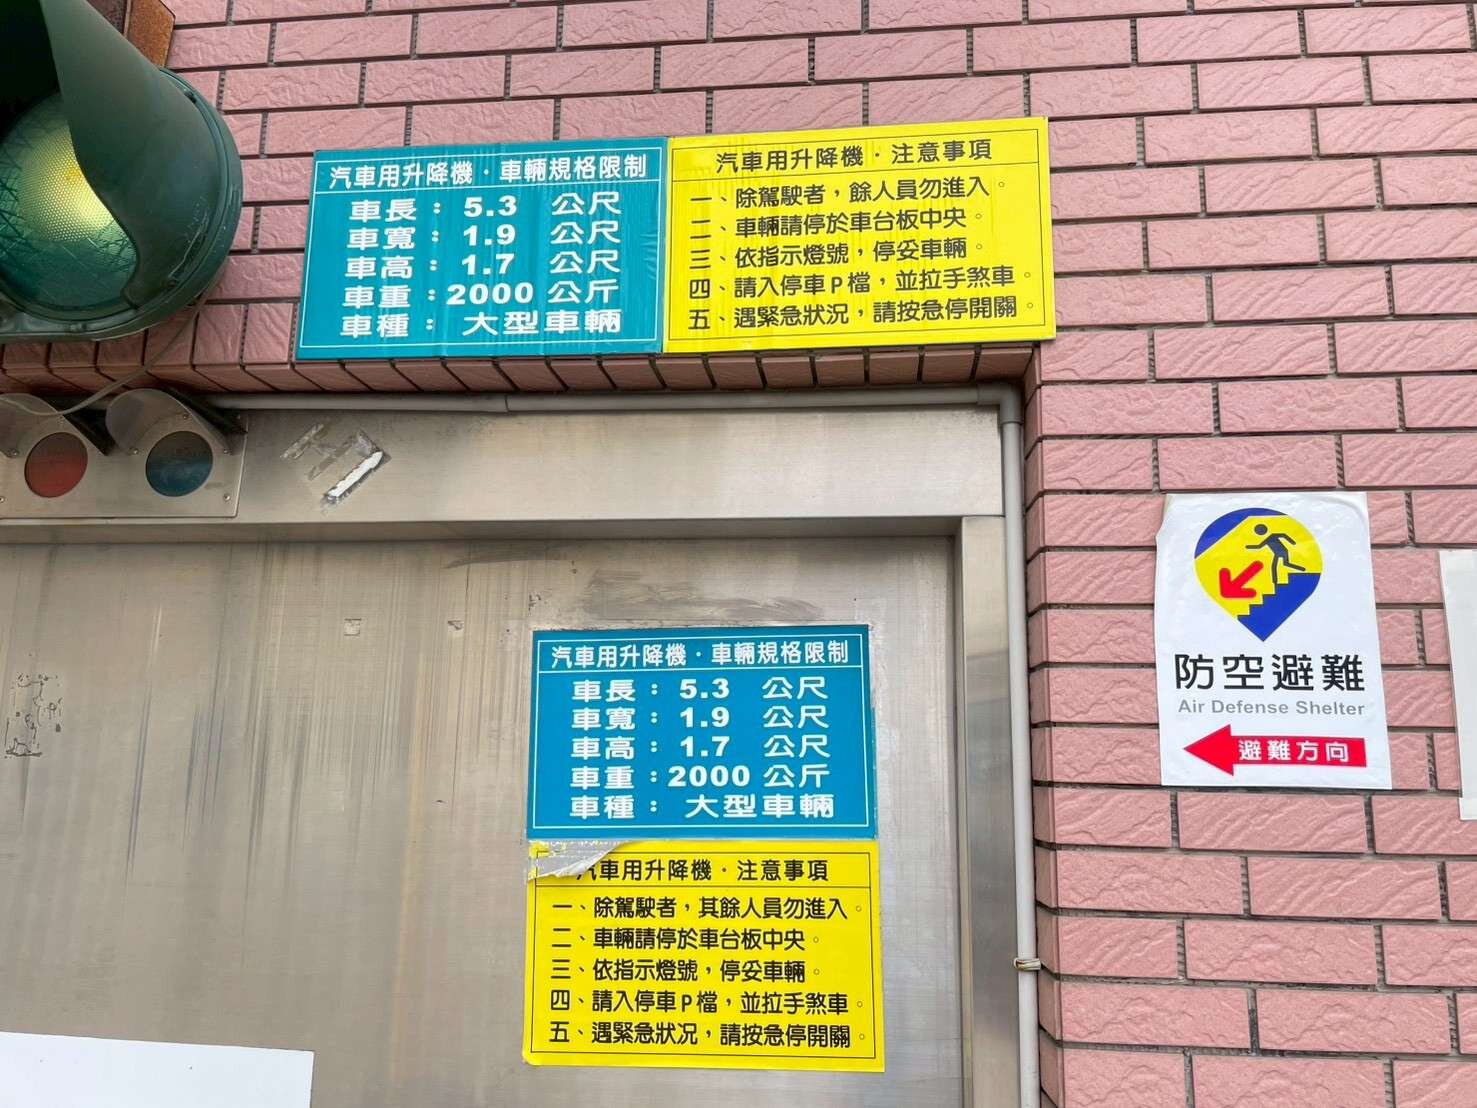 汽車用升降機·車輛規格限制
車長：5.3 公尺
車寬：1.9 公尺
車高：1.7 公尺
車重：2000 公斤
車種：大型車輛
汽車用升降機·注意事項
一、除駕駛者，餘人員勿進入。
二、車輛請停於車台板中央。
三、依指示燈號，停妥車輛。
四、請入停車P檔，並拉手煞車。
五、遇緊急狀況，請按急停開關。
防空避難
Air Defense Shelter
避難方向
汽車用升降機·車輛規格限制
車長：5.3 公尺
車寬：1.9 公尺
車高：1.7 公尺
車重：2000 公斤
車種：大型車輛
車用升降機·注意事項
一、除駕駛者，其餘人員勿進入。
二、車輛請停於車台板中央。
三、依指示燈號，停妥車輛。
四、請入停車P檔，並拉手煞車。
五、遇緊急狀況，請按急停開關。